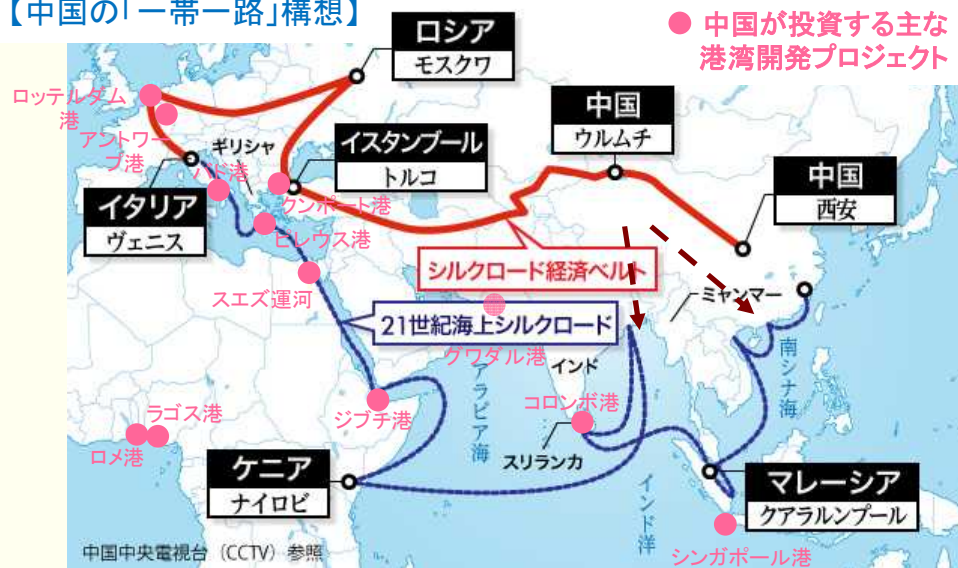 【中国の「一帯一路」構想】
● 中国が投資する主な
港湾開発プロジェクト
ロシア
モスクワ
ロッテルダム
港
アントワー
プ港
ギリシャ
バド港
イスタンブール
トルコ
クンポート港
中国
ウルムチ
中国
西安
イタリア
ヴェニス
ピレウス港
シルクロード経済ベルト
スエズ運河
ミャンマー
21世紀海上シルクロード
グワダル港
インド
アラビア海
南シナ海
コロンボ港
ジブチ港
ラゴス港
ロメ港
スリランカ
ケニア
ナイロビ
インド洋
マレーシア
クアラルンプール
シンガポール港
中国中央電視台(CCTV)参照